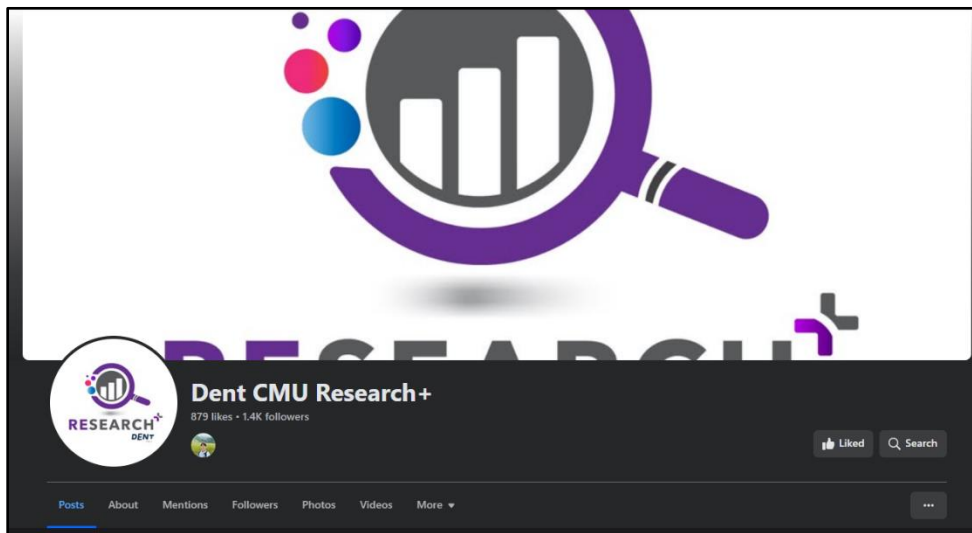 RESEARCH+
RESEARCH+
DENT
Dent CMU Research+
879 likes • 1.4K followers
Liked
Search
Posts
About
Mentions
Followers
Photos
Videos
More